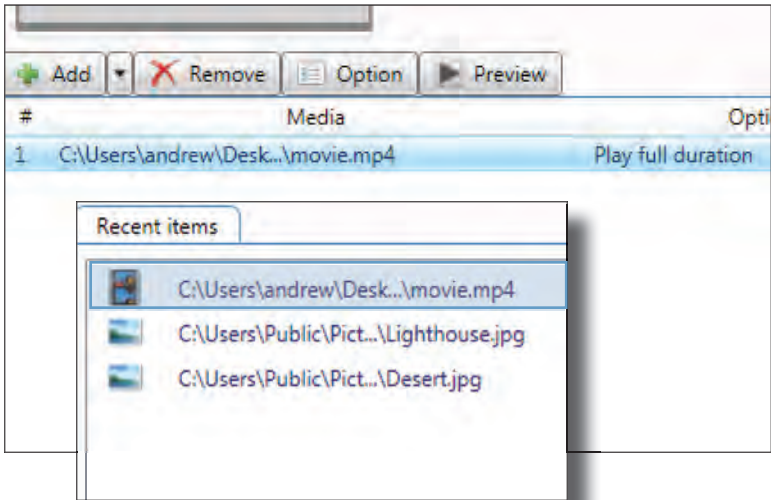 Add Remove Option Preview
# Media Opti
1 C:\Users\andrew\Desk...\movie.mp4 Play full duration
Recent items
C:\Users\andrew\Desk...\movie.mp4
C:\Users\Public\Pict...\Lighthouse.jpg
C:\Users\Public\Pict...\Desert.jpg